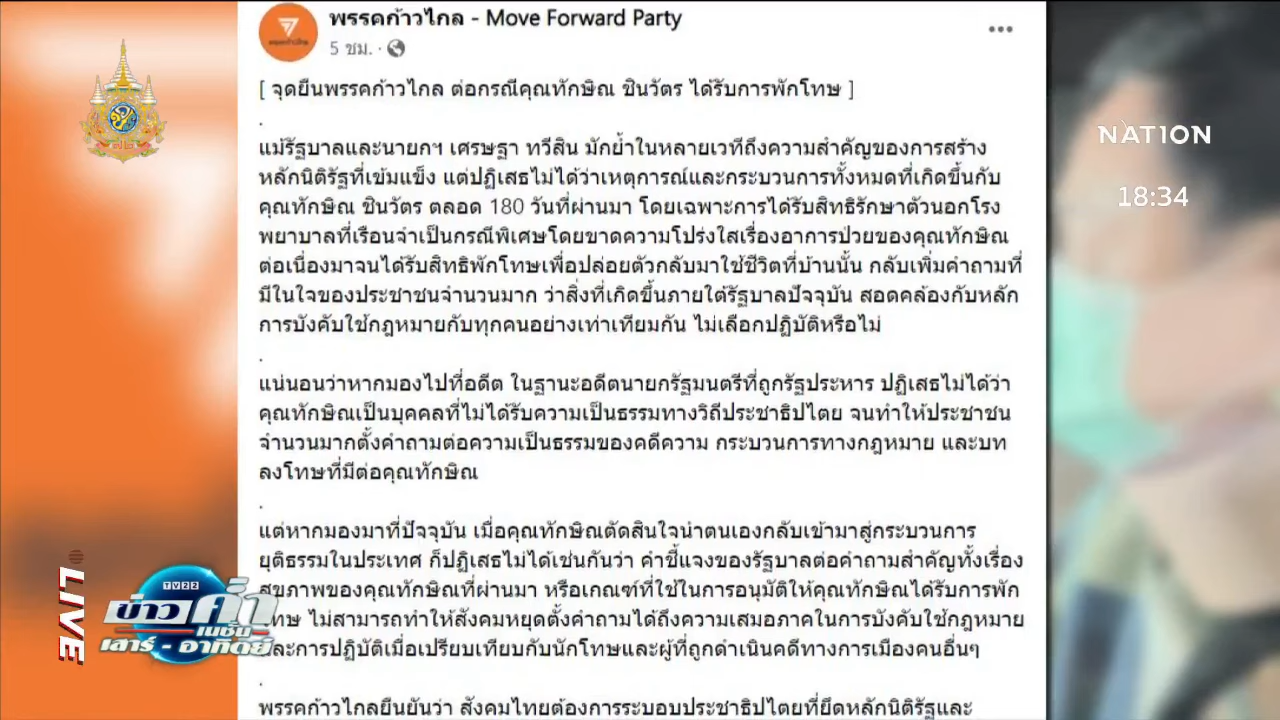 พรรคก้าวไกล - Move Forward Party
5 ชม. ·
[ จุดยืนพรรคก้าวไกล ต่อกรณีคุณทักษิณ ชินวัตร ได้รับการพักโทษ ]
.
แม้รัฐบาลและนายกฯ เศรษฐา ทวีสิน มักย้ำในหลายเวทีถึงความสำคัญของการสร้าง
หลักนิติรัฐที่เข้มแข็ง แต่ปฏิเสธไม่ได้ว่าเหตุการณ์และกระบวนการทั้งหมดที่เกิดขึ้นกับ
คุณทักษิณ ชินวัตร ตลอด 180 วันที่ผ่านมา โดยเฉพาะการได้รับสิทธิรักษาตัวนอกโรง
พยาบาลที่เรือนจำเป็นกรณีพิเศษโดยขาดความโปร่งใสเรื่องอาการป่วยของคุณทักษิณ
ต่อเนื่องมาจนได้รับสิทธิพักโทษเพื่อปล่อยตัวกลับมาใช้ชีวิตที่บ้านนั้น กลับเพิ่มคำถามที่
มีในใจของประชาชนจำนวนมาก ว่าสิ่งที่เกิดขึ้นภายใต้รัฐบาลปัจจุบัน สอดคล้องกับหลัก
การบังคับใช้กฎหมายกับทุกคนอย่างเท่าเทียมกัน ไม่เลือกปฏิบัติหรือไม่
.
แน่นอนว่าหากมองไปที่อดีต ในฐานะอดีตนายกรัฐมนตรีที่ถูกรัฐประหาร ปฏิเสธไม่ได้ว่า
คุณทักษิณเป็นบุคคลที่ไม่ได้รับความเป็นธรรมทางวิถีประชาธิปไตย จนทำให้ประชาชน
จำนวนมากตั้งคำถามต่อความเป็นธรรมของคดีความ กระบวนการทางกฎหมาย และบท
ลงโทษที่มีต่อคุณทักษิณ
.
แต่หากมองมาที่ปัจจุบัน เมื่อคุณทักษิณตัดสินใจนำตนเองกลับเข้ามาสู่กระบวนการ
ยุติธรรมในประเทศ ก็ปฏิเสธไม่ได้เช่นกันว่า คำชี้แจงของรัฐบาลต่อคำถามสำคัญทั้งเรื่อง
สุขภาพของคุณทักษิณที่ผ่านมา หรือเกณฑ์ที่ใช้ในการอนุมัติให้คุณทักษิณได้รับการพัก
โทษ ไม่สามารถทำให้สังคมหยุดตั้งคำถามได้ถึงความเสมอภาคในการบังคับใช้กฎหมาย
และการปฏิบัติเมื่อเปรียบเทียบกับนักโทษและผู้ที่ถูกดำเนินคดีทางการเมืองคนอื่นๆ
.
พรรคก้าวไกลยืนยันว่า สังคมไทยต้องการระบอบประชาธิปไตยที่ยึดหลักนิติรัฐและ
NATION
18:34
LIVE
TV22
ข่าวค่ำ
เนชั่น
เสาร์ - อาทิตย์